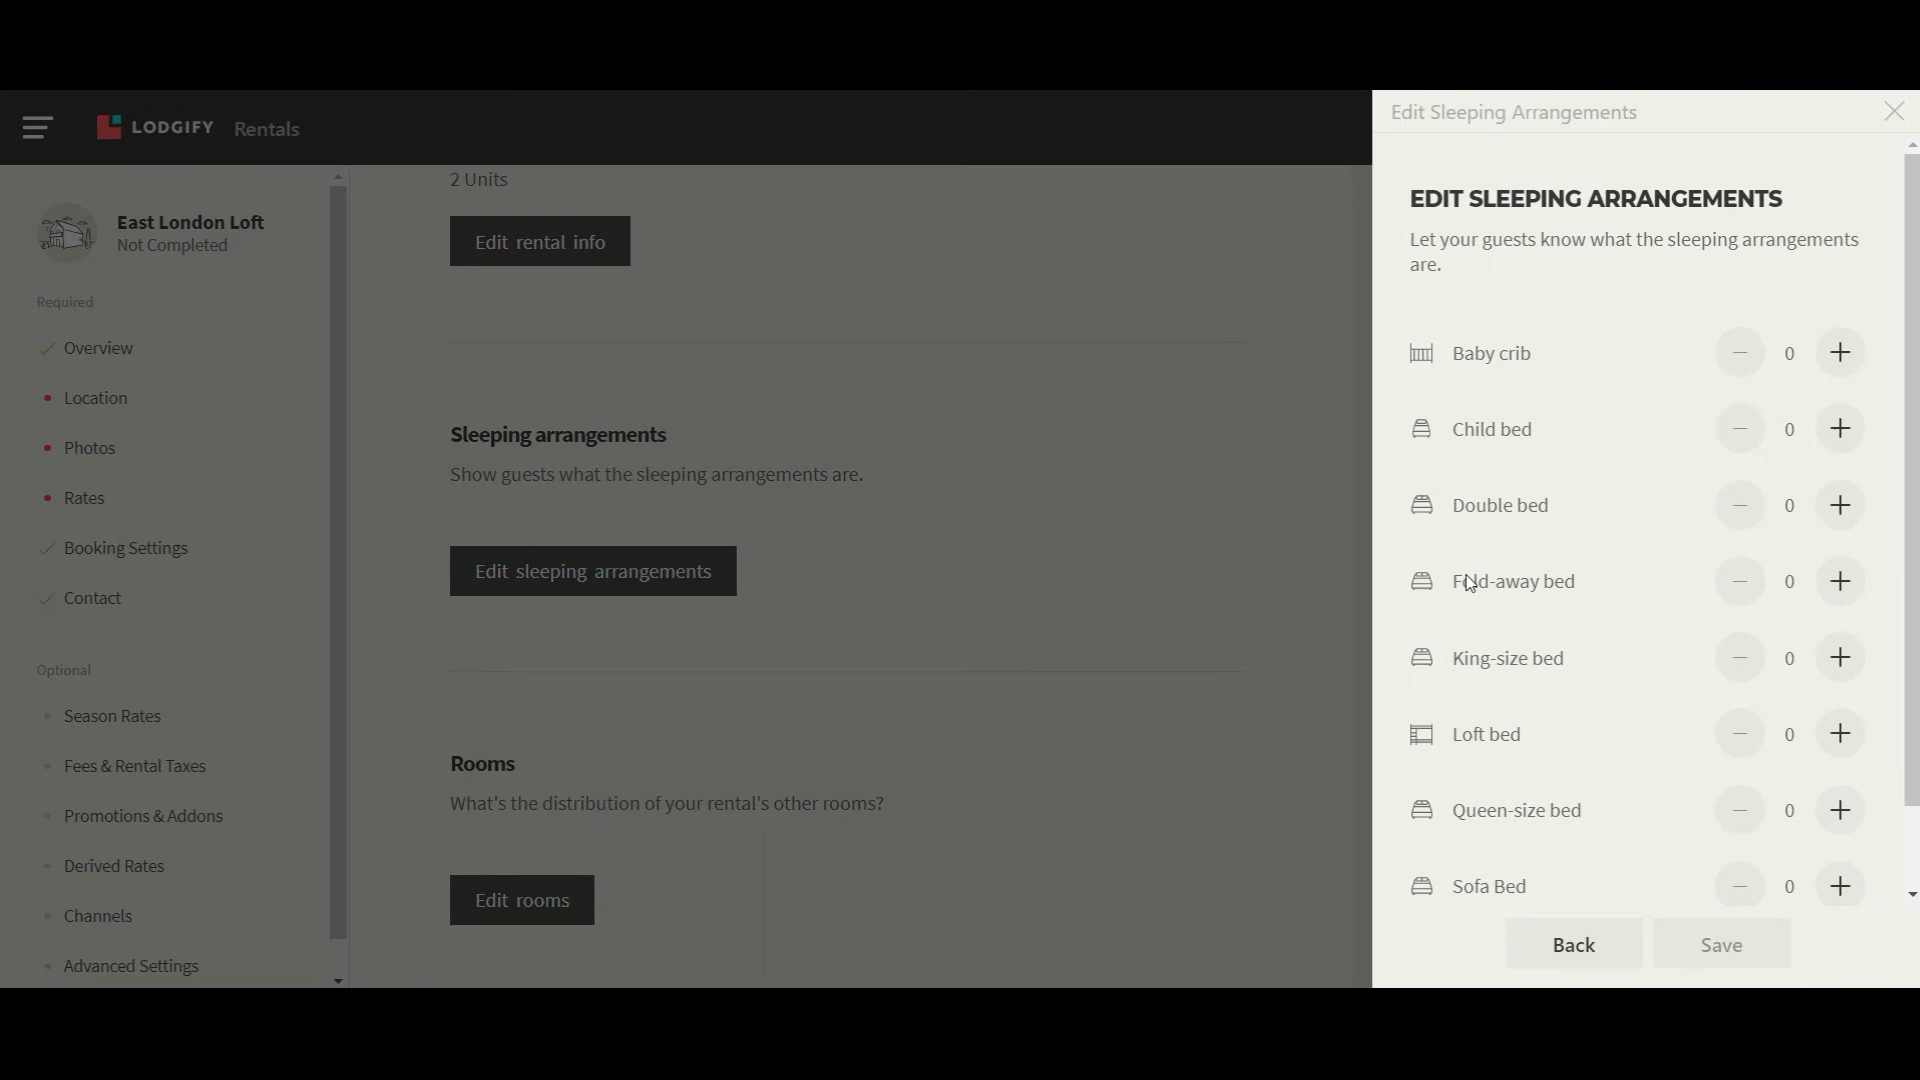 LODGIFY Rentals
East London Loft
Not Completed
Required
Overview
Location
Photos
Rates
Booking Settings
Contact
Optional
Season Rates
Fees & Rental Taxes
Promotions & Addons
Derived Rates
Channels
Advanced Settings
2 Units
Edit rental info
Sleeping arrangements
Show guests what the sleeping arrangements are.
Edit sleeping arrangements
Rooms
What's the distribution of your rental's other rooms?
Edit rooms
Edit Sleeping Arrangements
EDIT SLEEPING ARRANGEMENTS
Let your guests know what the sleeping arrangements
are.
Baby crib 0
Child bed 0
Double bed 0
Fold-away bed 0
King-size bed 0
Loft bed 0
Queen-size bed 0
Sofa Bed 0
Back Save